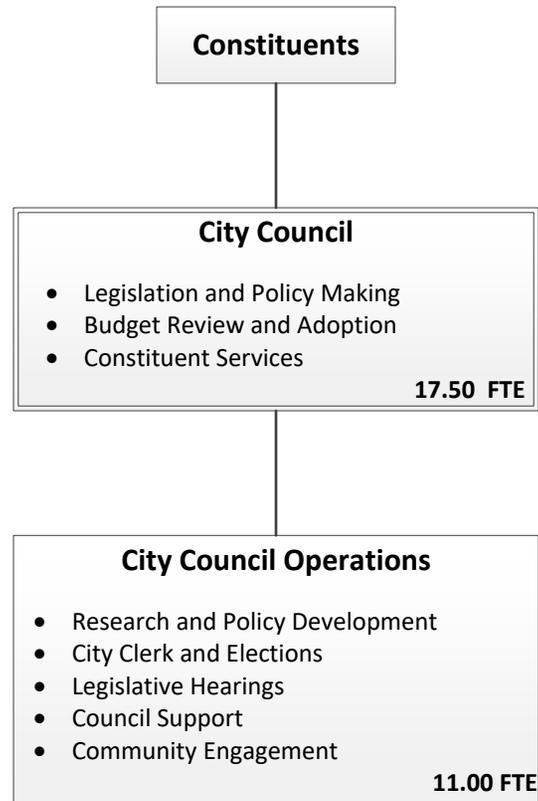 Constituents
City Council
• Legislation and Policy Making
• Budget Review and Adoption
• Constituent Services
17.50 FTE
City Council Operations
• Research and Policy Development
• City Clerk and Elections
• Legislative Hearings
• Council Support
• Community Engagement
11.00 FTE